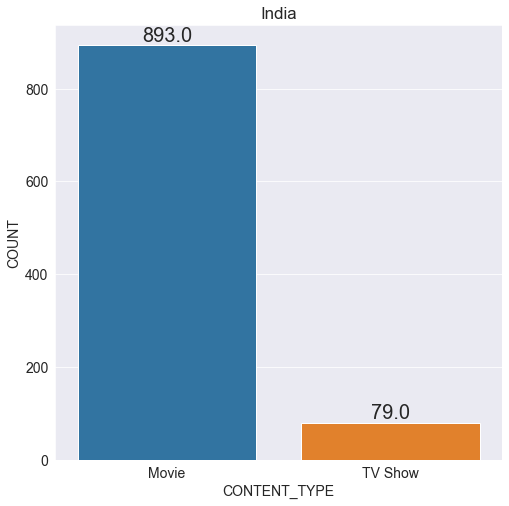 India
893.0
800
600
COUNT
400
200
79.0
0
Movie
TV Show
CONTENT_TYPE